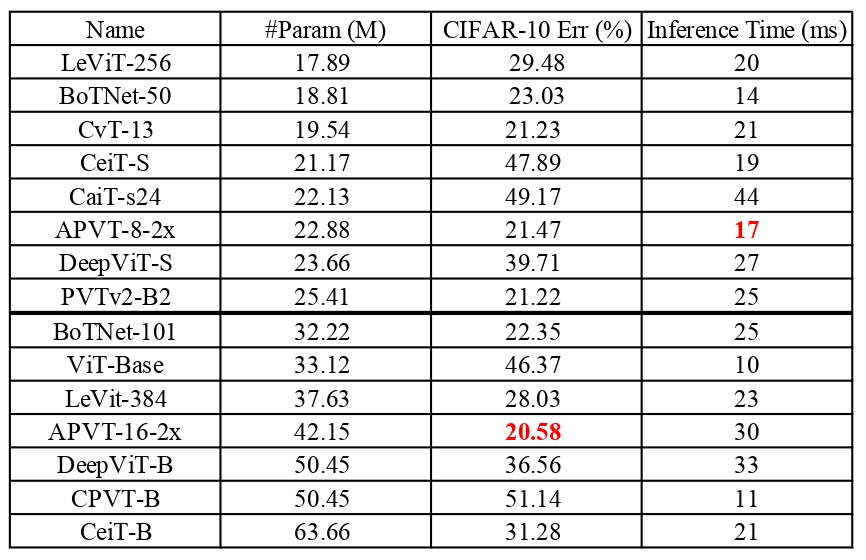 Name #Param (M) CIFAR-10 Err (%) Inference Time (ms)
LeViT-256 17.89 29.48 20
BoTNet-50 18.81 23.03 14
CvT-13 19.54 21.23 21
CeiT-S 21.17 47.89 19
CaiT-s24 22.13 49.17 44
APVT-8-2x 22.88 21.47 17
DeepViT-S 23.66 39.71 27
PVTv2-B2 25.41 21.22 25
BoTNet-101 32.22 22.35 25
ViT-Base 33.12 46.37 10
LeVit-384 37.63 28.03 23
APVT-16-2x 42.15 20.58 30
DeepViT-B 50.45 36.56 33
CPVT-B 50.45 51.14 11
CeiT-B 63.66 31.28 21